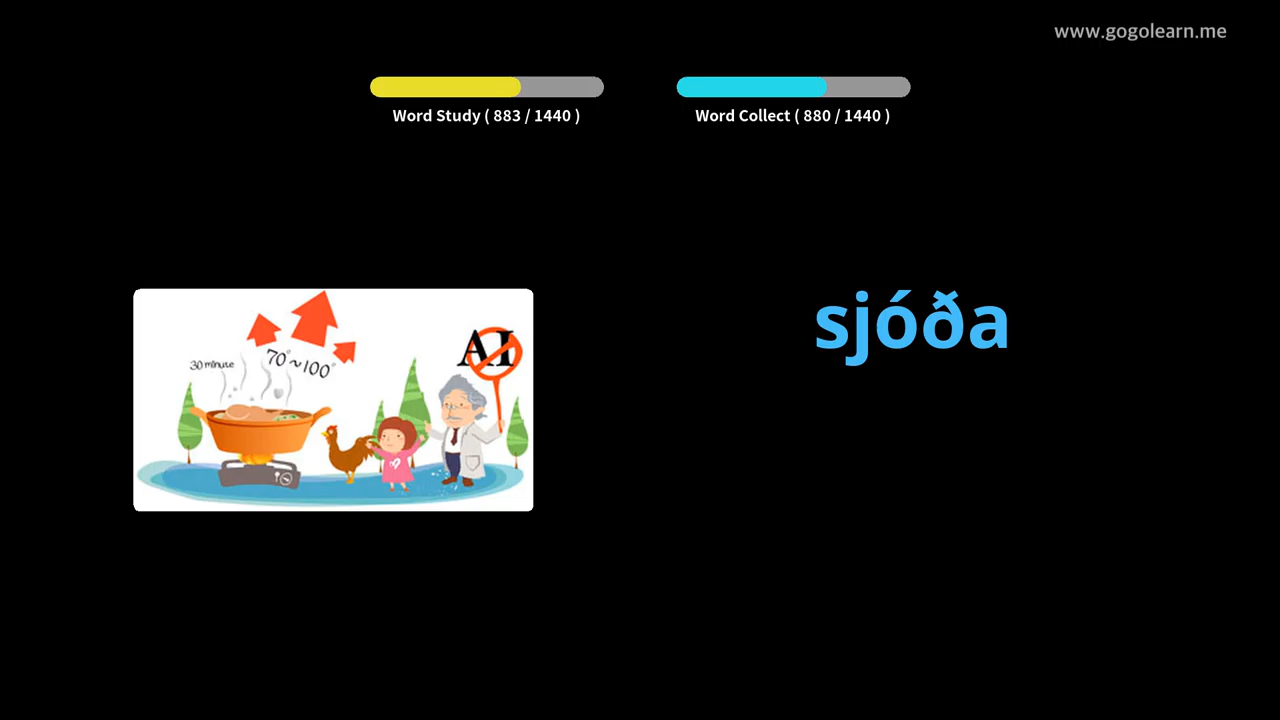 www.gogolearn.me
Word Study ( 883 / 1440 )
Word Collect ( 880 / 1440 )
30 minute
70°~100°
AI
sjóða